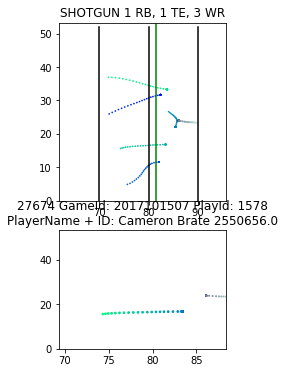 SHOTGUN 1 RB, 1 TE, 3 WR
50
40
30
20
10
0
70 80 90
27674 GameId: 2017101507 PlayId: 1578
PlayerName + ID: Cameron Brate 2550656.0
40
20
0
70 75 80 85